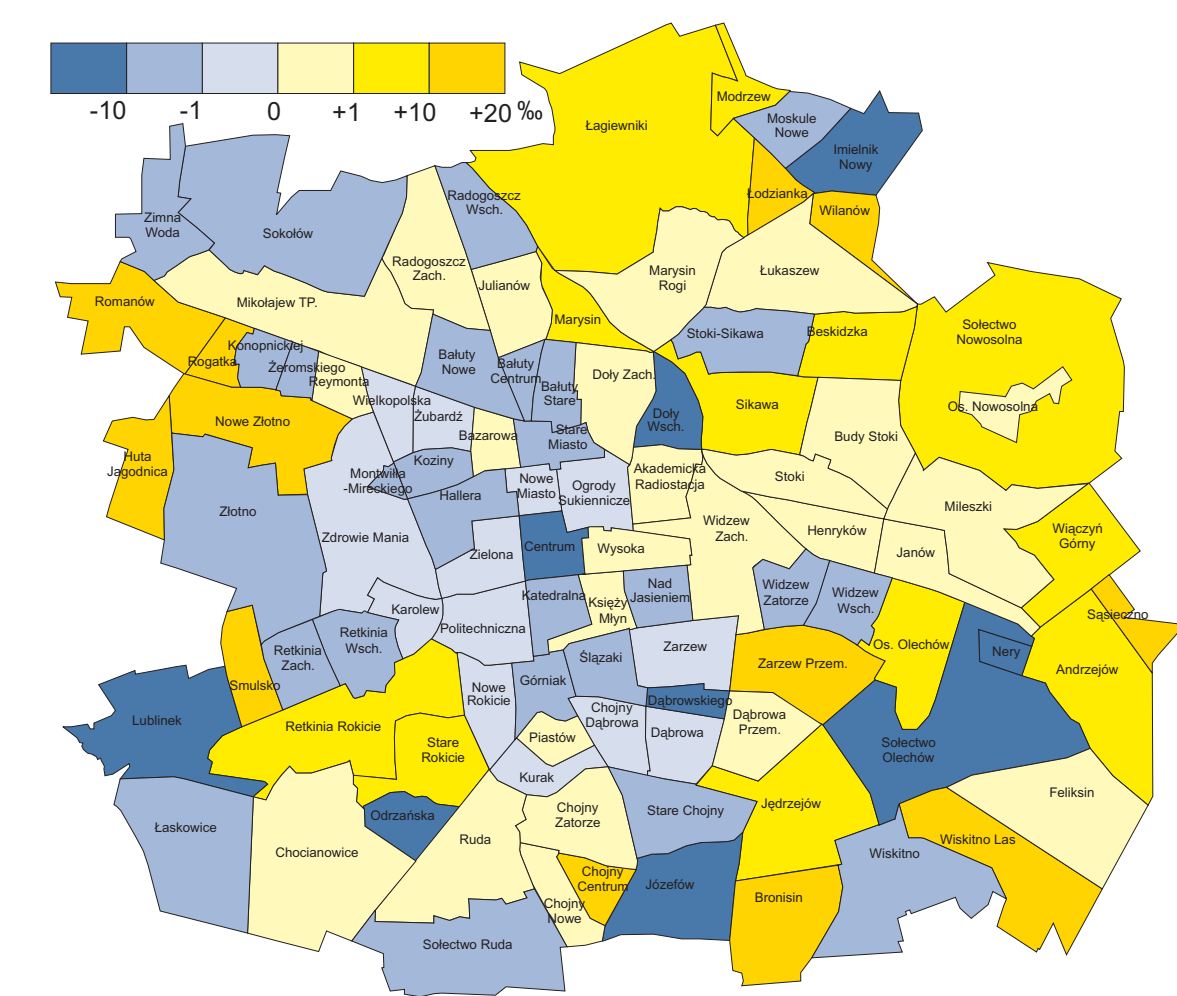 -10 -1 0 +1 +10 +20 ‰
Modrzew
Moskule
Nowe
Łagiewniki
Imielnik
Nowy
Łodzianka
Wilanów
Radogoszcz
Wsch.
Zimna
Woda
Sokołów
Radogoszcz
Zach.
Marysin
Rogi
Łukaszew
Julianów
Romanów
Mikołajew TP.
Marysin
Stoki-Sikawa
Beskidzka
Sołectwo
Nowosolna
Rogatka
Konopnickiej
Żeromskiego
Reymonta
Bałuty
Nowe
Bałuty
Centrum
Bałuty
Stare
Doły Zach.
Wielkopolska
Żubardź
Doły
Wsch.
Sikawa
Os. Nowosolna
Nowe Złotno
Bazarowa
Stare
Miasto
Budy Stoki
Huta
Jagodnica
Montwiłła
-Mireckiego
Koziny
Hallera
Nowe
Miasto
Ogrody
Sukiennicze
Akademicka
Radiostacja
Stoki
Mileszki
Złotno
Zdrowie Mania
Zielona
Centrum
Wysoka
Widzew
Zach.
Henryków
Janów
Wiączyń
Górny
Karolew
Katedralna
Księży
Młyn
Nad
Jasieniem
Widzew
Zatorze
Widzew
Wsch.
Sąsieczno
Retkinia
Zach.
Retkinia
Wsch.
Politechniczna
Ślązaki
Zarzew
Zarzew Przem.
Os. Olechów
Nery
Andrzejów
Smulsko
Nowe
Rokicie
Górniak
Dąbrowskiego
Lublinek
Retkinia Rokicie
Stare
Rokicie
Piastów
Chojny
Dąbrowa
Dąbrowa
Dąbrowa
Przem.
Sołectwo
Olechów
Kurak
Feliksin
Łaskowice
Odrzańska
Chojny
Zatorze
Stare Chojny
Jędrzejów
Chocianowice
Ruda
Wiskitno
Wiskitno Las
Chojny
Centrum
Józefów
Bronisin
Chojny
Nowe
Sołectwo Ruda